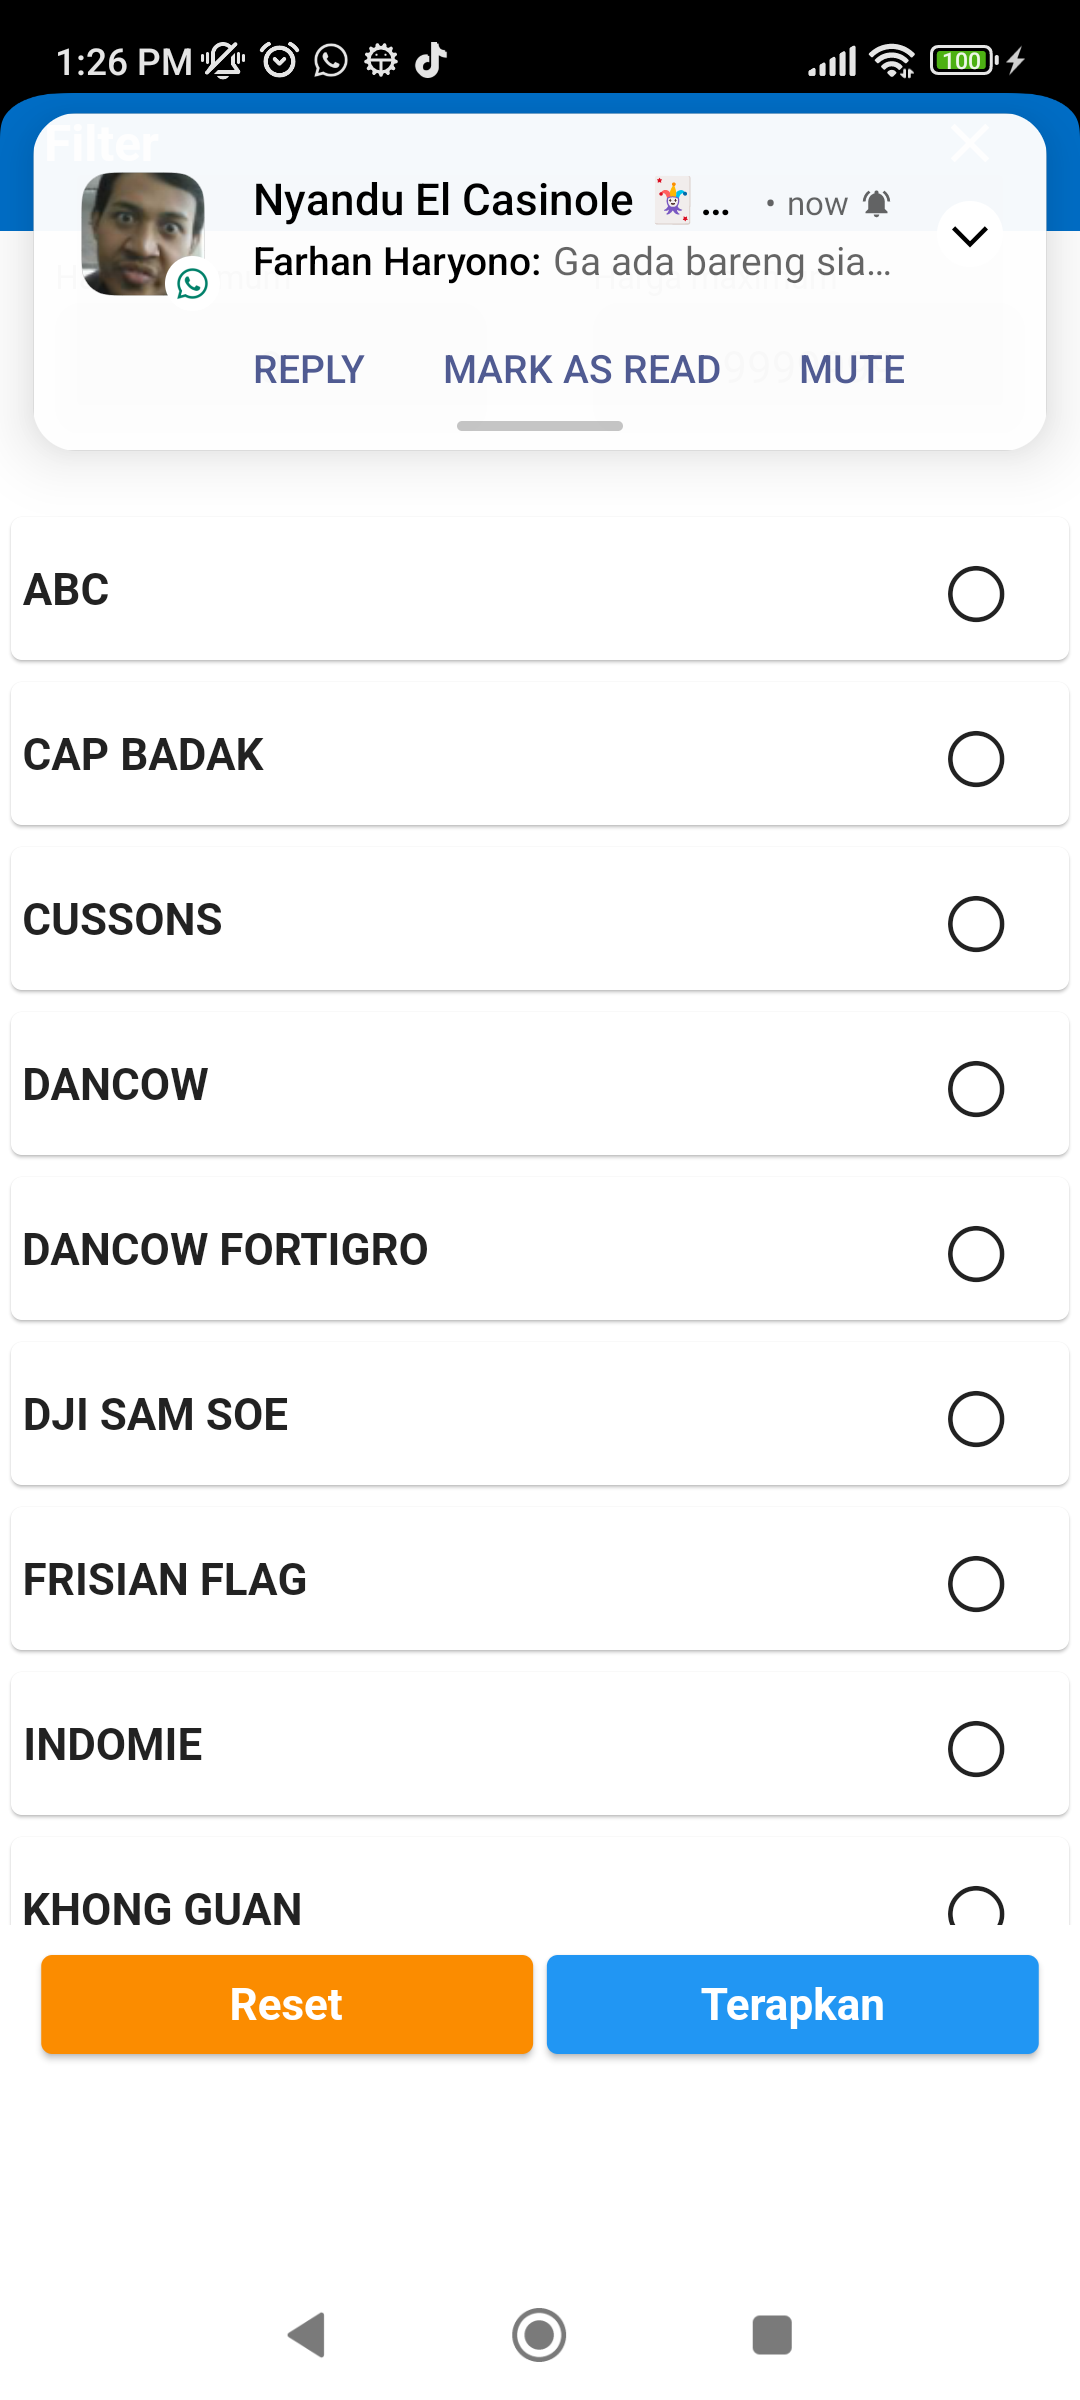 1:26 PM
100
Filter
Nyandu El Casinole 🃏... • now
Farhan Haryono: Ga ada bareng sia...
REPLY MARK AS READ MUTE
ABC
CAP BADAK
CUSSONS
DANCOW
DANCOW FORTIGRO
DJI SAM SOE
FRISIAN FLAG
INDOMIE
KHONG GUAN
Reset Terapkan